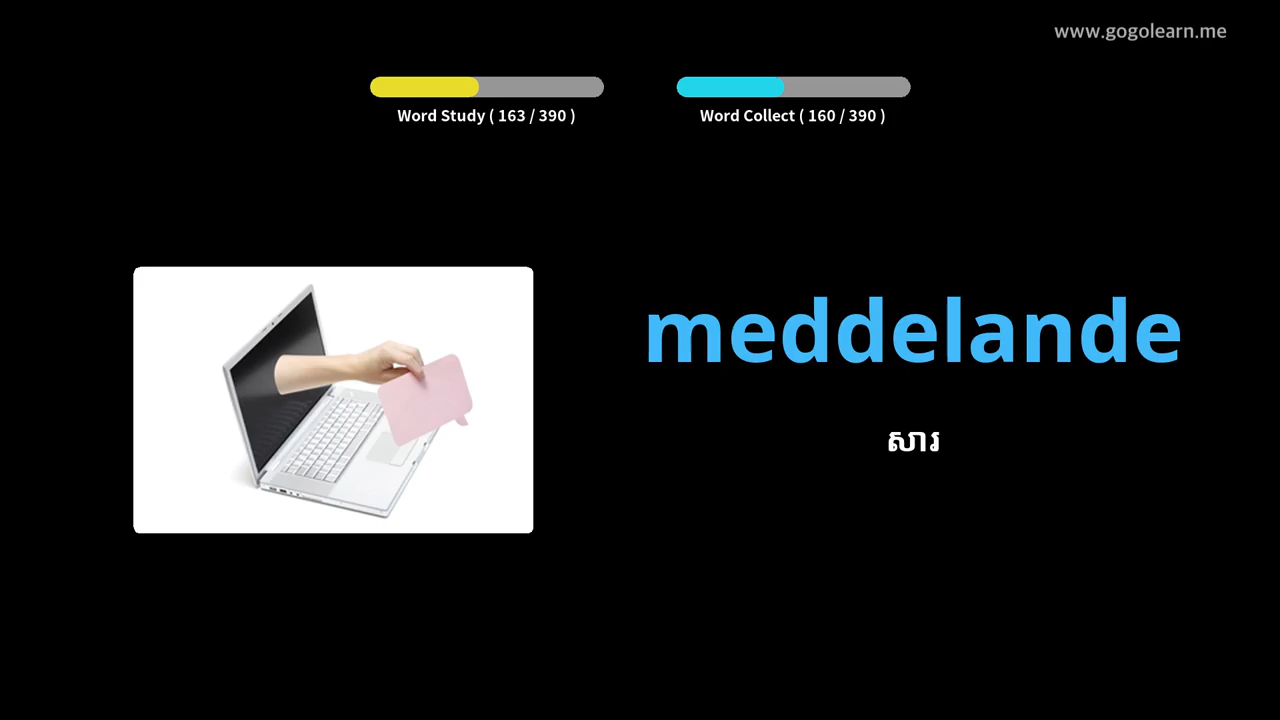 www.gogolearn.me
Word Study ( 163 / 390 )
Word Collect ( 160 / 390 )
meddelande
សារ